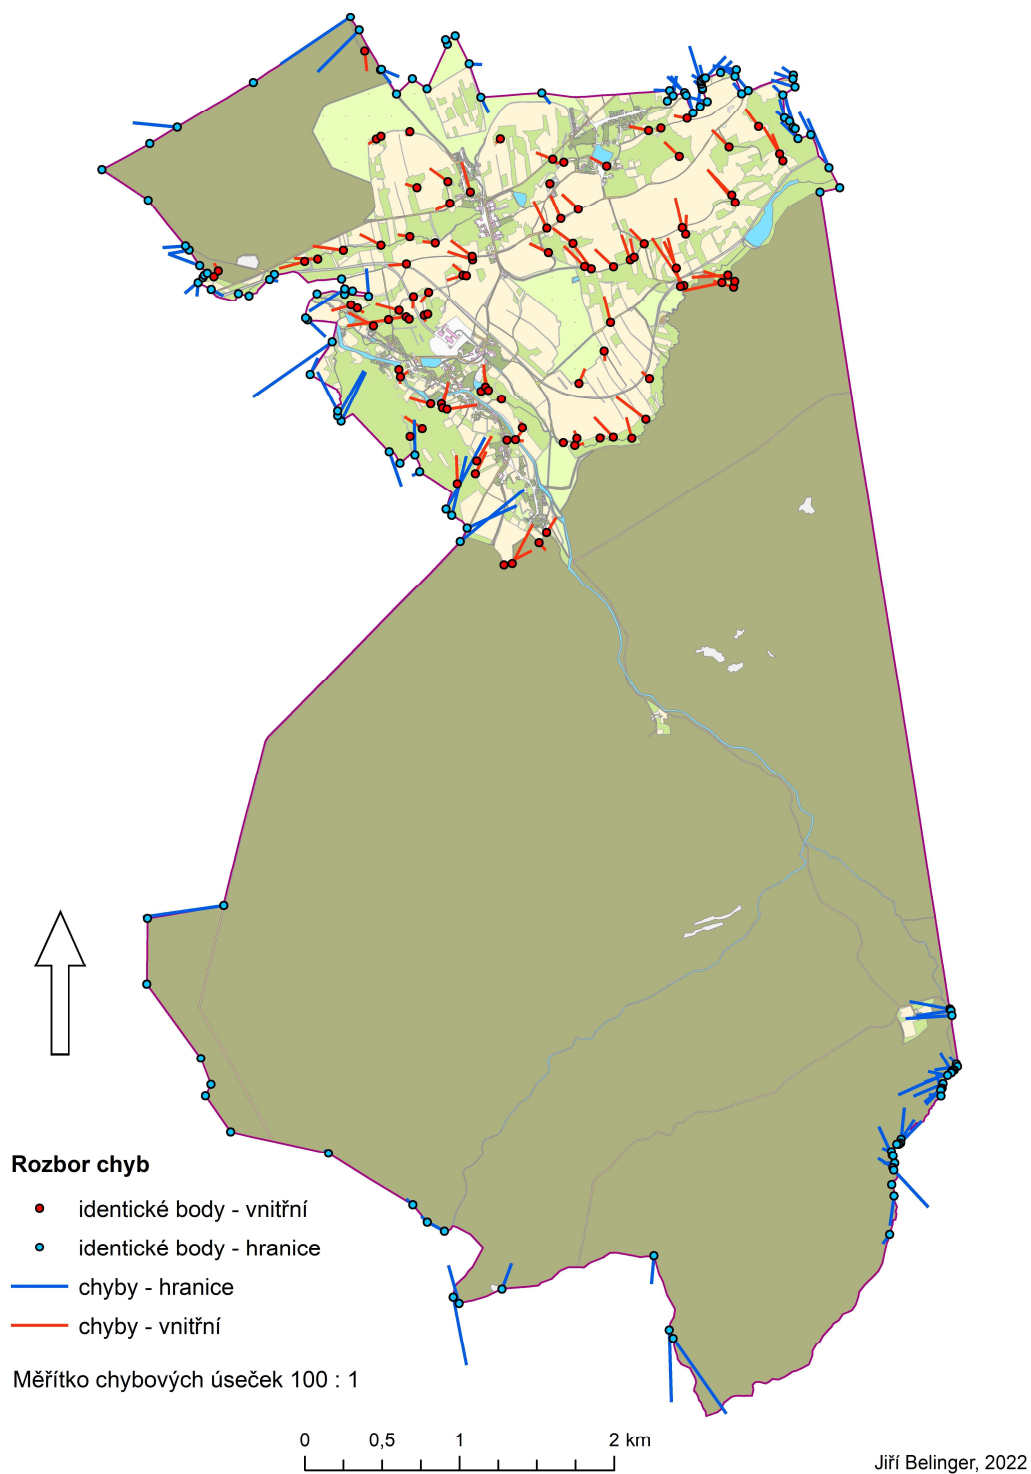 Rozbor chyb
identické body - vnitřní
identické body - hranice
chyby - hranice
chyby - vnitřní
Měřítko chybových úseček 100 : 1
0 0,5 1 2 km
Jiří Belinger, 2022